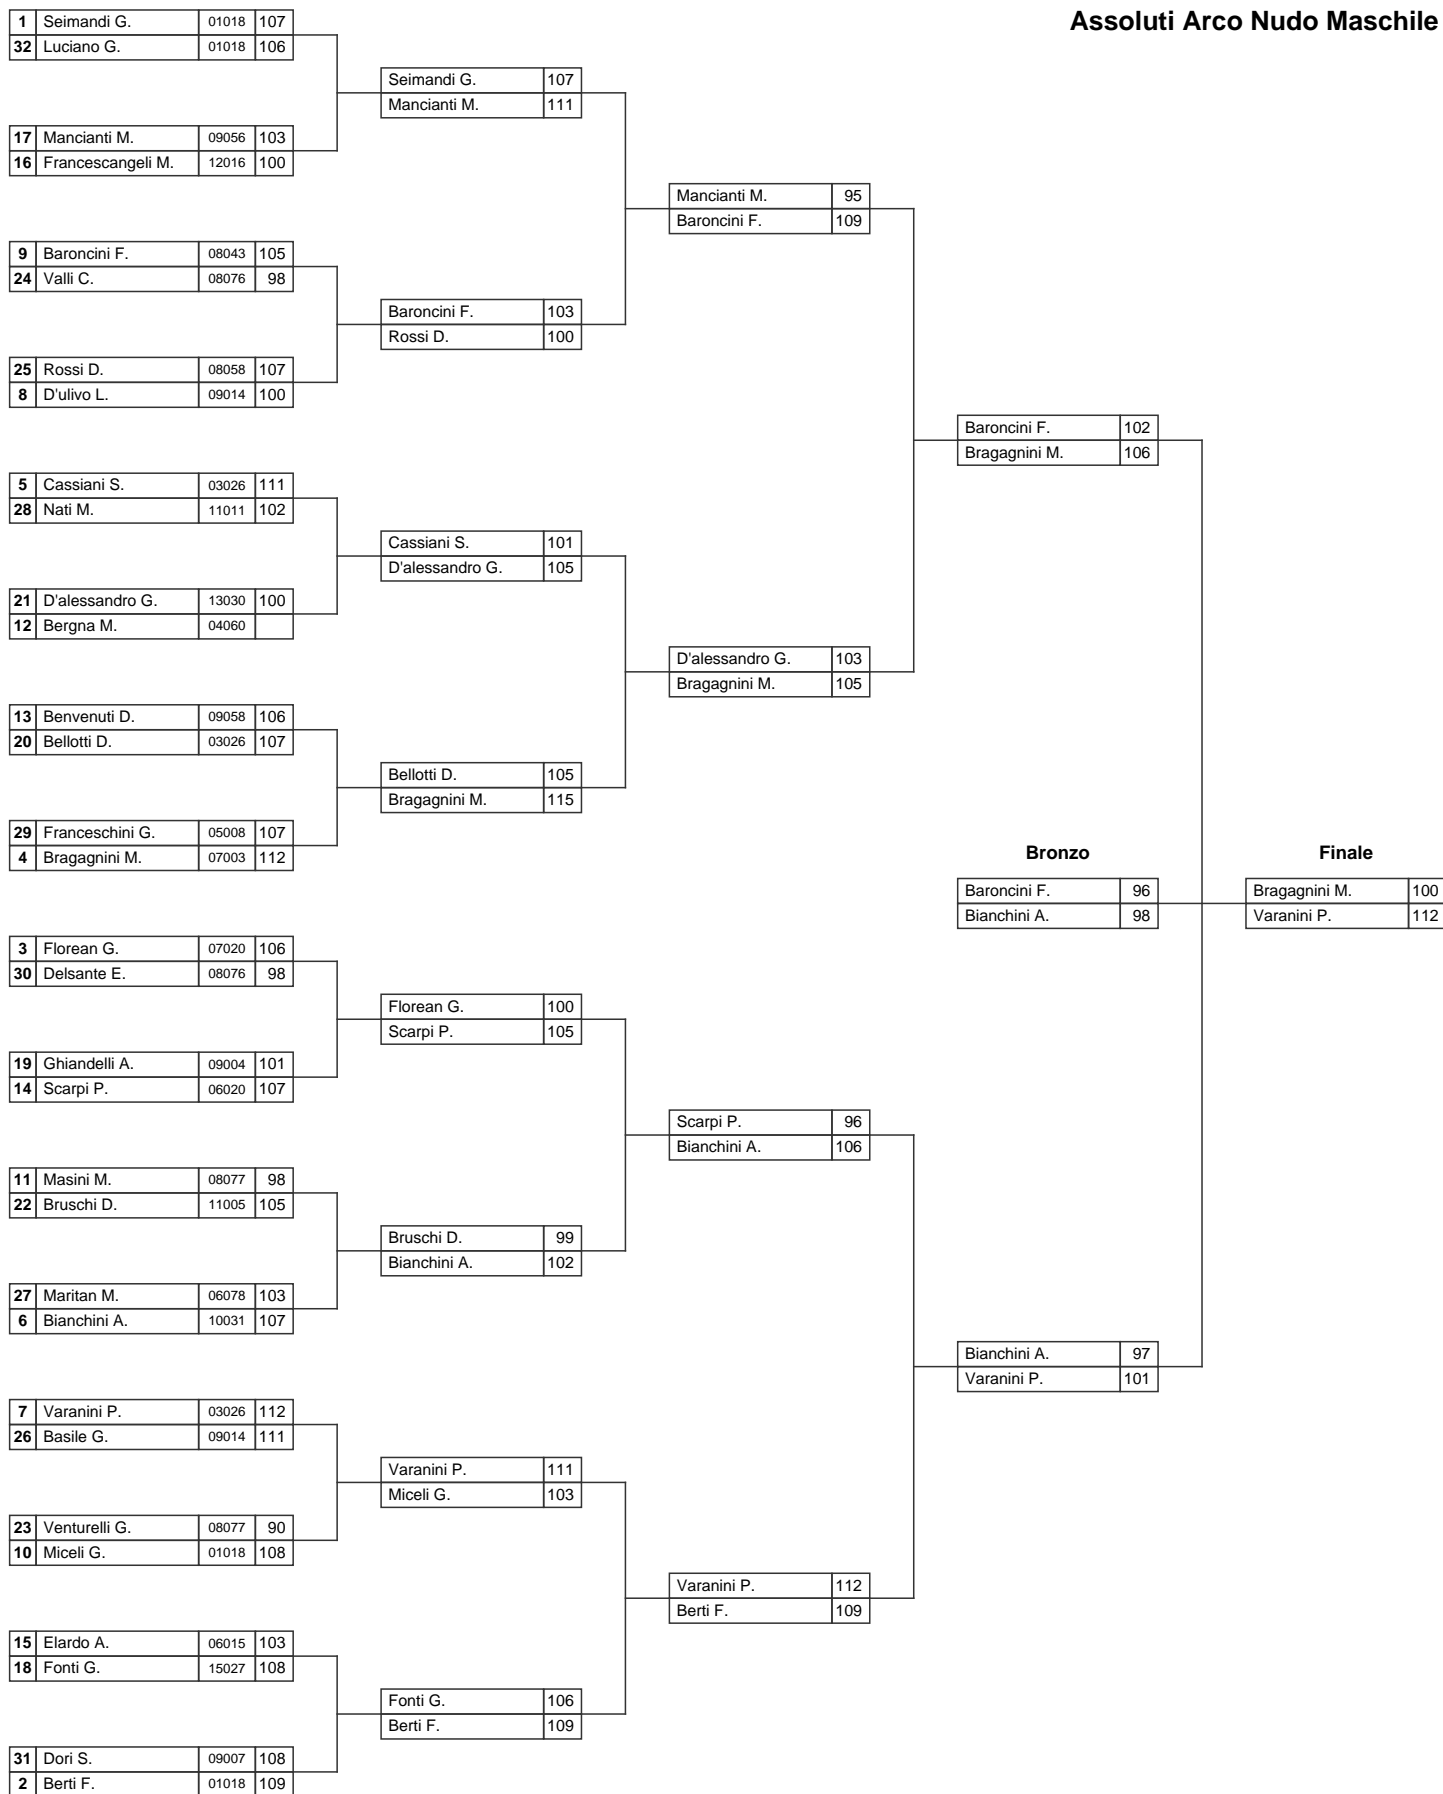 Assoluti Arco Nudo Maschile
1 Seimandi G. 01018 107
32 Luciano G. 01018 106
Seimandi G. 107
Mancianti M. 111
17 Mancianti M. 09056 103
16 Francescangeli M. 12016 100
Mancianti M. 95
Baroncini F. 109
9 Baroncini F. 08043 105
24 Valli C. 08076 98
Baroncini F. 103
Rossi D. 100
25 Rossi D. 08058 107
8 D'ulivo L. 09014 100
Baroncini F. 102
Bragagnini M. 106
5 Cassiani S. 03026 111
28 Nati M. 11011 102
Cassiani S. 101
D'alessandro G. 105
21 D'alessandro G. 13030 100
12 Bergna M. 04060
D'alessandro G. 103
Bragagnini M. 105
13 Benvenuti D. 09058 106
20 Bellotti D. 03026 107
Bellotti D. 105
Bragagnini M. 115
29 Franceschini G. 05008 107
4 Bragagnini M. 07003 112
Bronzo Finale
Baroncini F. 96 Bragagnini M. 100
Bianchini A. 98 Varanini P. 112
3 Florean G. 07020 106
30 Delsante E. 08076 98
Florean G. 100
Scarpi P. 105
19 Ghiandelli A. 09004 101
14 Scarpi P. 06020 107
Scarpi P. 96
Bianchini A. 106
11 Masini M. 08077 98
22 Bruschi D. 11005 105
Bruschi D. 99
Bianchini A. 102
27 Maritan M. 06078 103
6 Bianchini A. 10031 107
Bianchini A. 97
Varanini P. 101
7 Varanini P. 03026 112
26 Basile G. 09014 111
Varanini P. 111
Miceli G. 103
23 Venturelli G. 08077 90
10 Miceli G. 01018 108
Varanini P. 112
Berti F. 109
15 Elardo A. 06015 103
18 Fonti G. 15027 108
Fonti G. 106
Berti F. 109
31 Dori S. 09007 108
2 Berti F. 01018 109